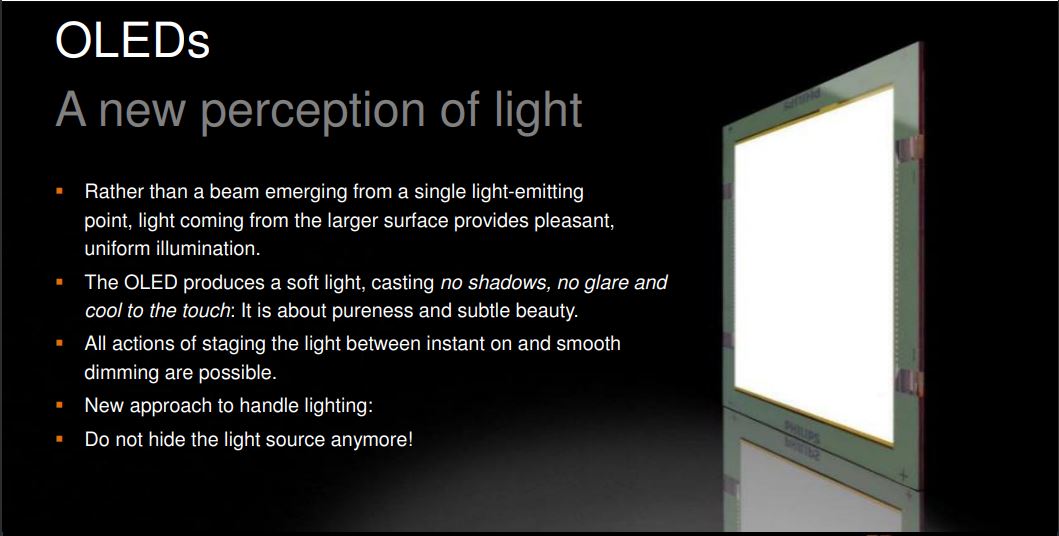 OLEDs
A new perception of light
▪ Rather than a beam emerging from a single light-emitting
point, light coming from the larger surface provides pleasant,
uniform illumination.
▪ The OLED produces a soft light, casting no shadows, no glare and
cool to the touch: It is about pureness and subtle beauty.
▪ All actions of staging the light between instant on and smooth
dimming are possible.
▪ New approach to handle lighting:
▪ Do not hide the light source anymore!
PHILIPS
PHILIPS
PHILIPS